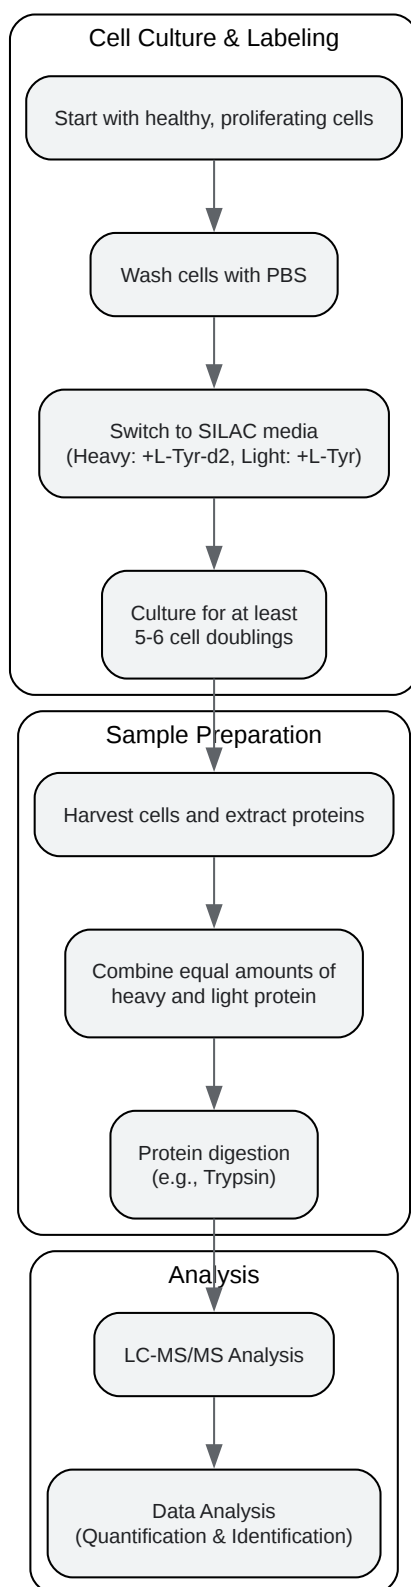 Cell Culture & Labeling
Start with healthy, proliferating cells
Wash cells with PBS
Switch to SILAC media
(Heavy: +L-Tyr-d2, Light: +L-Tyr)
Culture for at least
5-6 cell doublings
Sample Preparation
Harvest cells and extract proteins
Combine equal amounts of
heavy and light protein
Protein digestion
(e.g., Trypsin)
Analysis
LC-MS/MS Analysis
Data Analysis
(Quantification & Identification)